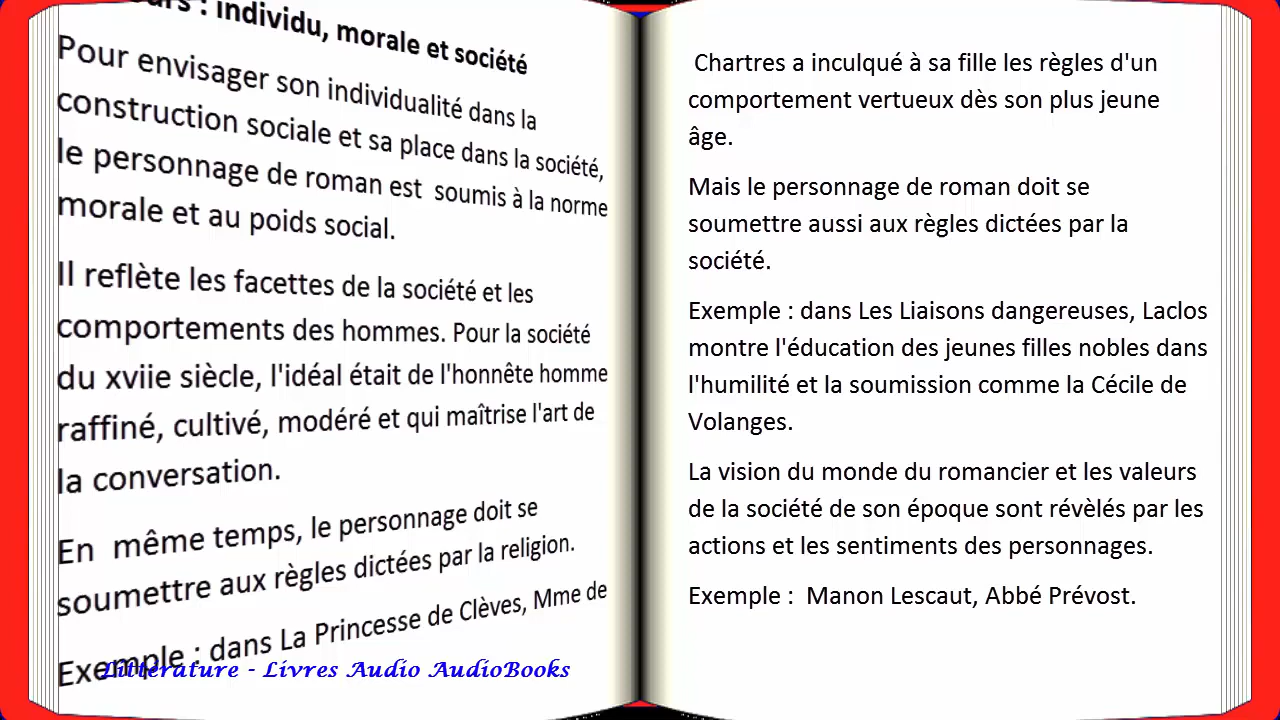 : individu, morale et société
Pour envisager son individualité dans la
construction sociale et sa place dans la société,
le personnage de roman est soumis à la norme
morale et au poids social.
Il reflète les facettes de la société et les
comportements des hommes. Pour la société
du xviie siècle, l'idéal était de l'honnête homme
raffiné, cultivé, modéré et qui maîtrise l'art de
la conversation.
En même temps, le personnage doit se
soumettre aux règles dictées par la religion.
Exemple : dans La Princesse de Clèves, Mme de
Littérature - Livres Audio AudioBooks
Chartres a inculqué à sa fille les règles d'un
comportement vertueux dès son plus jeune
âge.
Mais le personnage de roman doit se
soumettre aussi aux règles dictées par la
société.
Exemple : dans Les Liaisons dangereuses, Laclos
montre l'éducation des jeunes filles nobles dans
l'humilité et la soumission comme la Cécile de
Volanges.
La vision du monde du romancier et les valeurs
de la société de son époque sont révèlés par les
actions et les sentiments des personnages.
Exemple : Manon Lescaut, Abbé Prévost.